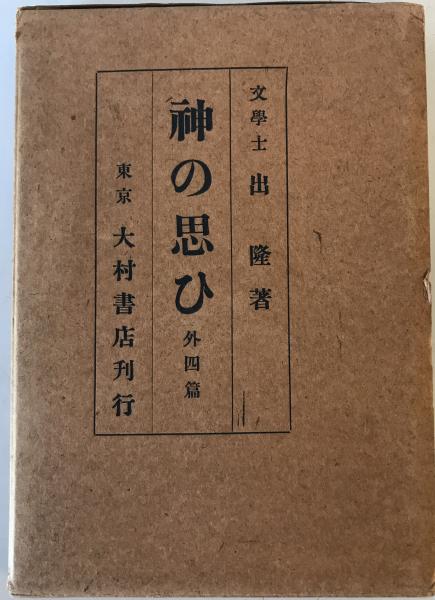 文學士 出 隆著
神の思ひ 外四篇
東京 大村書店刊行